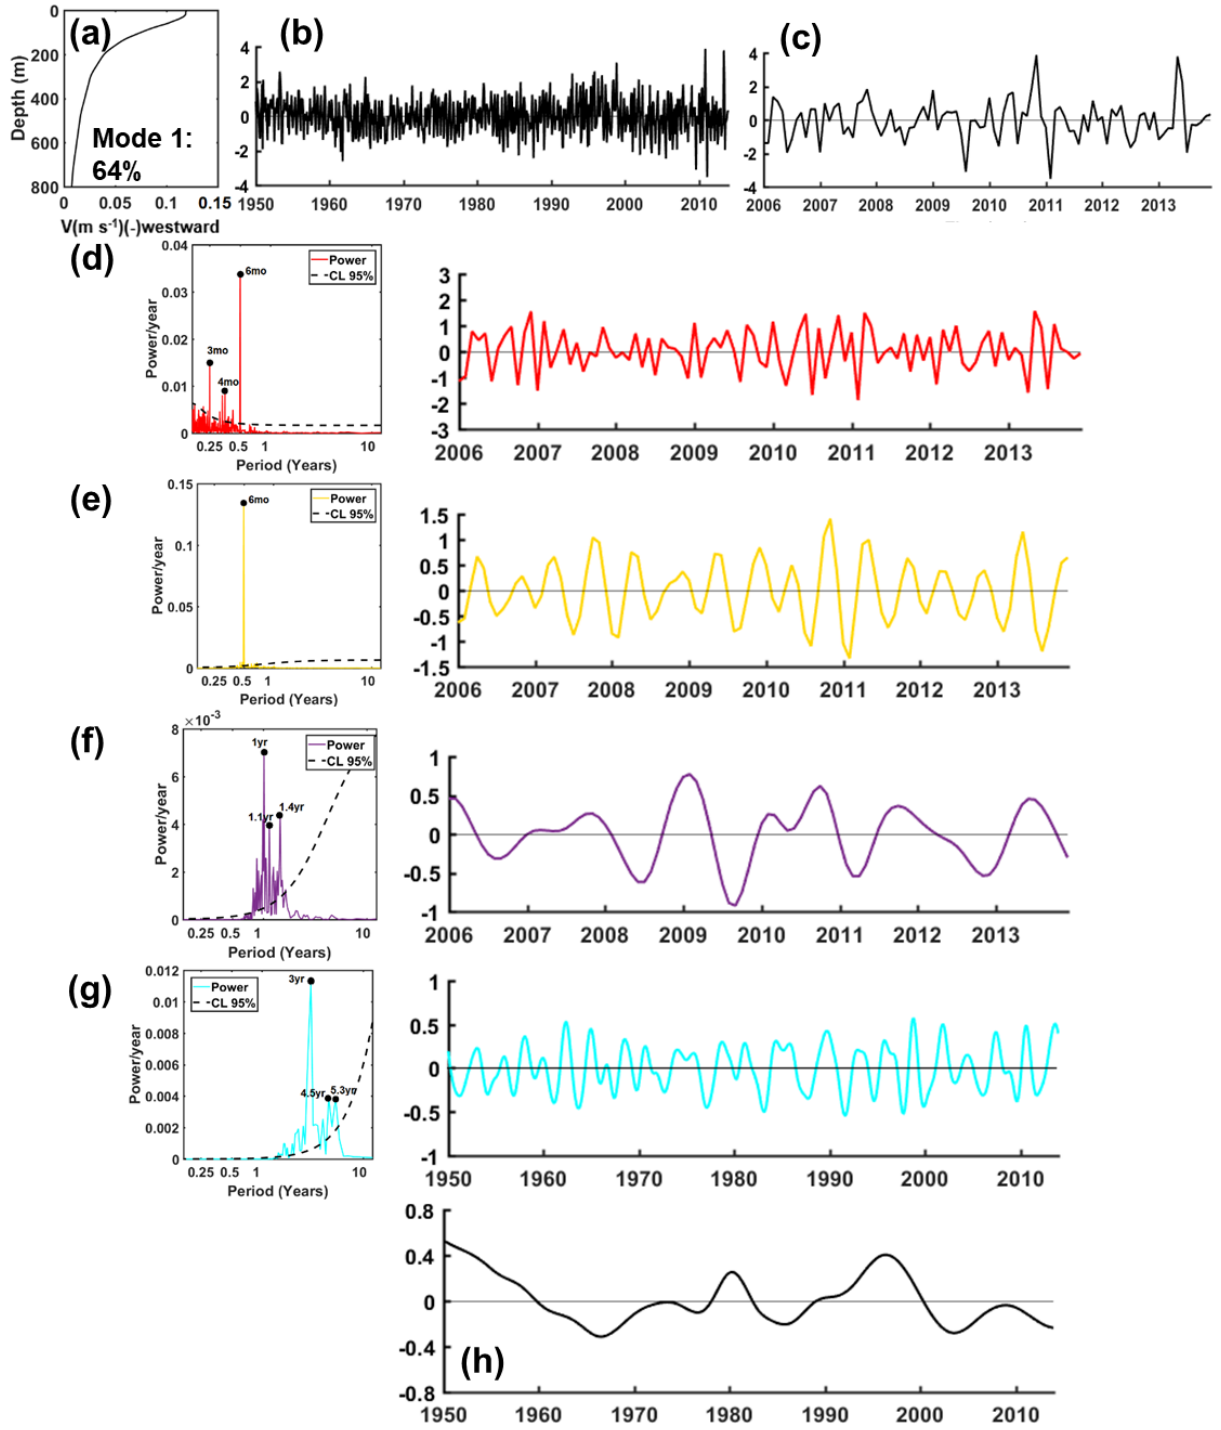 (a)
0
200
400
600
800
Depth (m)
Mode 1:
64%
0 0.05 0.1 0.15
V(m s⁻¹)(-)westward
(b)
4
2
0
-2
-4
1950 1960 1970 1980 1990 2000 2010
(c)
4
2
0
-2
-4
2006 2007 2008 2009 2010 2011 2012 2013
(d)
0.04
0.03
0.02
0.01
0
Power/year
6mo
3mo
4mo
Power
CL 95%
0.25 0.5 1 10
Period (Years)
3
2
1
0
-1
-2
-3
2006 2007 2008 2009 2010 2011 2012 2013
(e)
0.15
0.1
0.05
0
Power/year
6mo
Power
CL 95%
0.25 0.5 1 10
Period (Years)
1.5
1
0.5
0
-0.5
-1
-1.5
2006 2007 2008 2009 2010 2011 2012 2013
(f)
×10⁻³
8
6
4
2
0
Power/year
1yr
1.1yr
1.4yr
Power
CL 95%
0.25 0.5 1 10
Period (Years)
1
0.5
0
-0.5
-1
2006 2007 2008 2009 2010 2011 2012 2013
(g)
0.012
0.01
0.008
0.006
0.004
0.002
0
Power/year
Power
CL 95%
3yr
4.5yr
5.3yr
0.25 0.5 1 10
Period (Years)
1
0.5
0
-0.5
-1
1950 1960 1970 1980 1990 2000 2010
0.8
0.4
0
-0.4
-0.8
(h)
1950 1960 1970 1980 1990 2000 2010